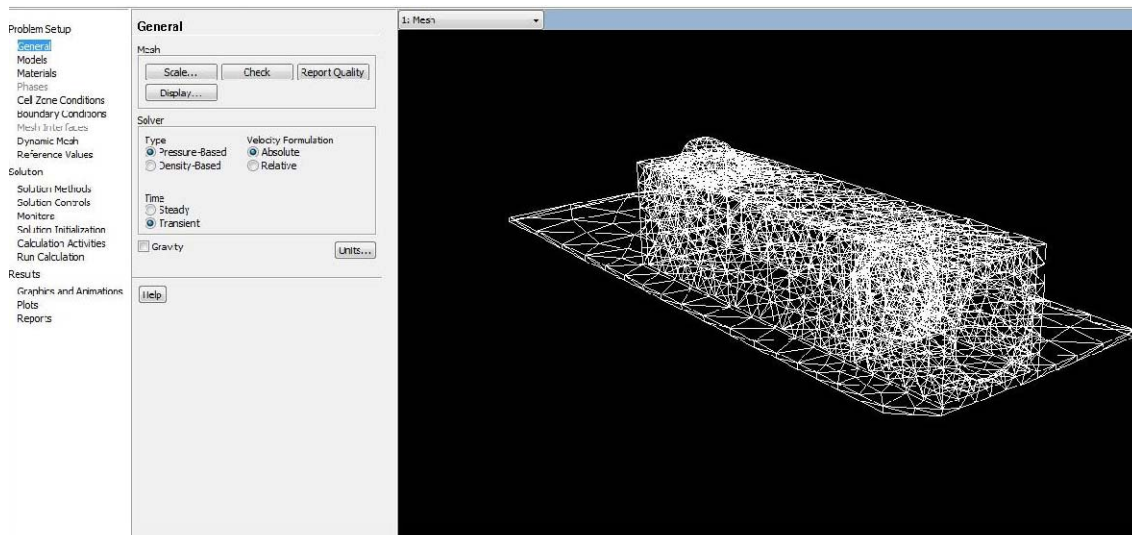 Problem Setup
General
Models
Materials
Phases
Cell Zone Conditions
Boundary Conditions
Mesh Interfaces
Dynamic Mesh
Reference Values
Solution
Solution Methods
Solution Controls
Monitors
Solution Initialization
Calculation Activities
Run Calculation
Results
Graphics and Animations
Plots
Reports
General
Mesh
Scale... Check Report Quality
Display...
Solver
Type Velocity Formulation
Pressure-Based Absolute
Density-Based Relative
Time
Steady
Transient
Gravity Units...
Help
1: Mesh